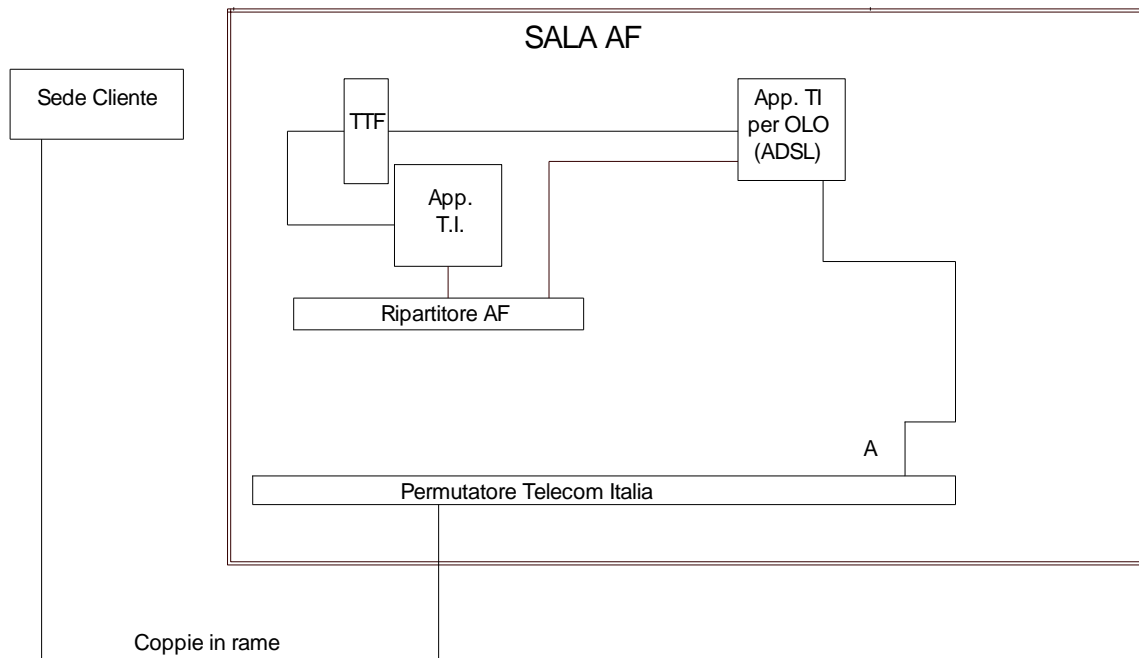 SALA AF
Sede Cliente
TTF
App. TI
per OLO
(ADSL)
App.
T.I.
Ripartitore AF
A
Permutatore Telecom Italia
Coppie in rame